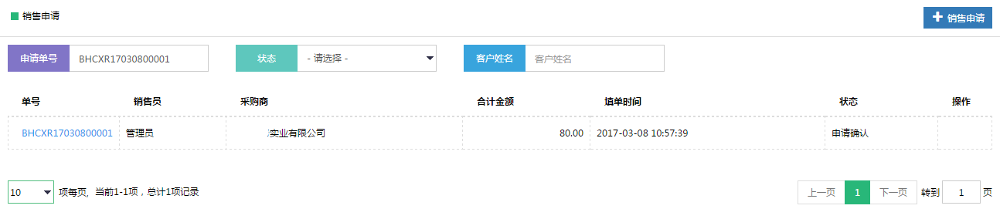 销售申请
销售申请
申请单号 BHCXR17030800001 状态 - 请选择 - 客户姓名 客户姓名
单号 销售员 采购商 合计金额 填单时间 状态 操作
BHCXR17030800001 管理员 实业有限公司 80.00 2017-03-08 10:57:39 申请确认
10 项每页, 当前1-1项，总计1项记录 上一页 1 下一页 转到 1 页